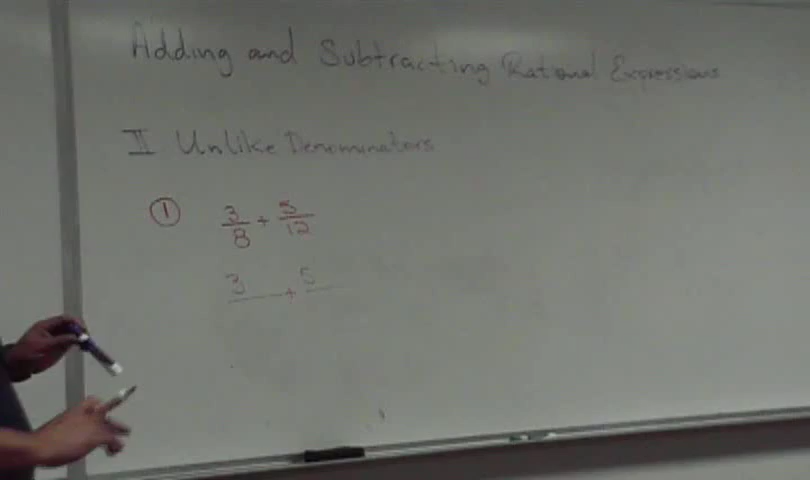 Adding and Subtracting Rational Expressions
II Unlike Denominators
① 3/8 + 5/12
3/ + 5/